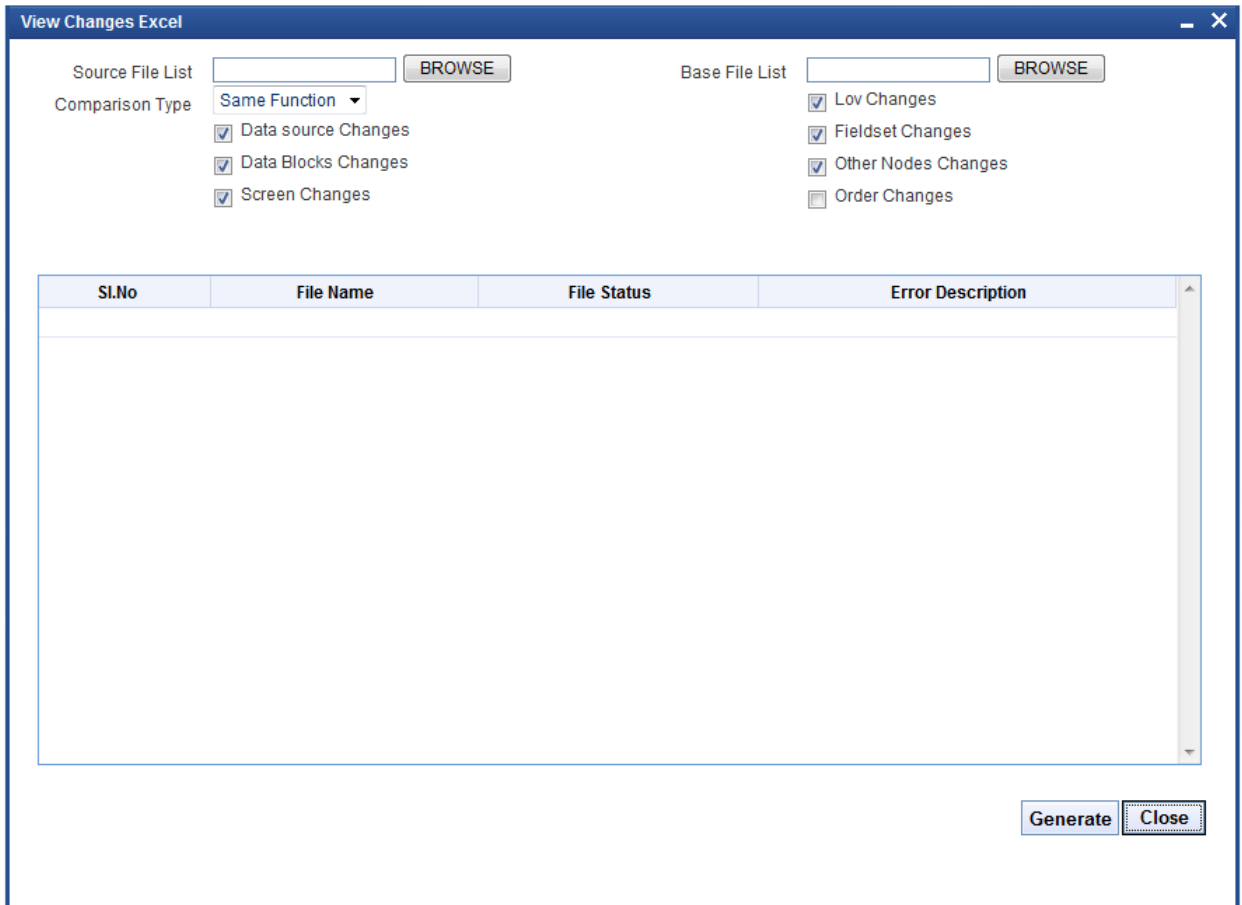 View Changes Excel
Source File List BROWSE Base File List BROWSE
Comparison Type Same Function Lov Changes
Data source Changes Fieldset Changes
Data Blocks Changes Other Nodes Changes
Screen Changes Order Changes
Sl.No File Name File Status Error Description
Generate Close